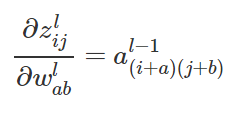 ∂z^l_{ij} / ∂w^l_{ab} = a^{l−1}_{(i+a)(j+b)}